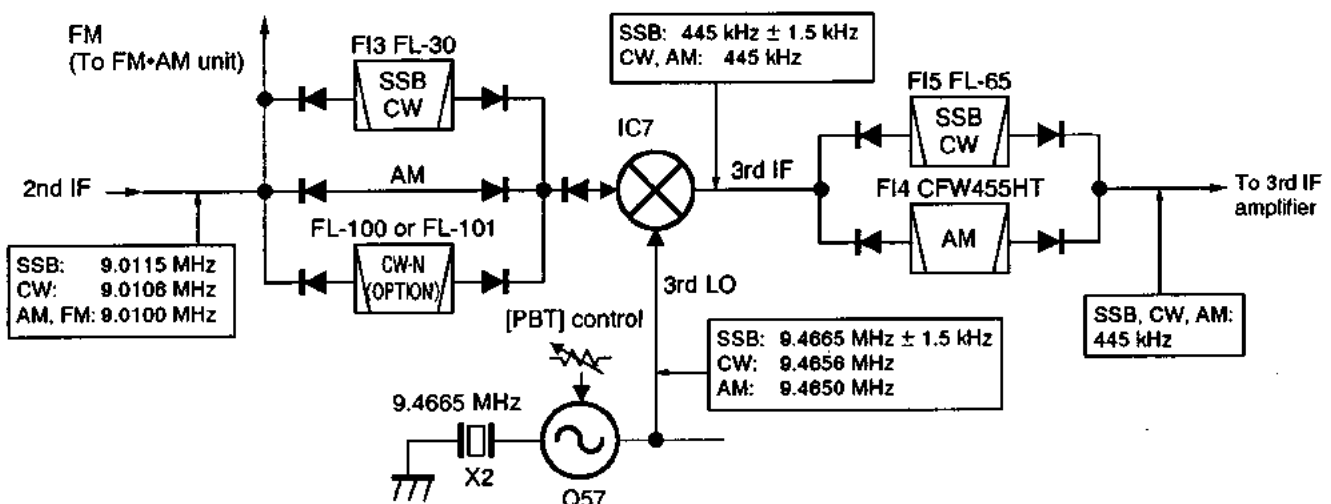 FM
(To FM•AM unit)
FI3 FL-30
SSB
CW
SSB: 445 kHz ± 1.5 kHz
CW, AM: 445 kHz
FI5 FL-65
SSB
CW
IC7
2nd IF
AM
3rd IF
FI4 CFW455HT
AM
To 3rd IF
amplifier
FL-100 or FL-101
CW-N
(OPTION)
SSB: 9.0115 MHz
CW: 9.0106 MHz
AM, FM: 9.0100 MHz
3rd LO
[PBT] control
SSB: 9.4665 MHz ± 1.5 kHz
CW: 9.4656 MHz
AM: 9.4650 MHz
SSB, CW, AM:
445 kHz
9.4665 MHz
X2
Q57